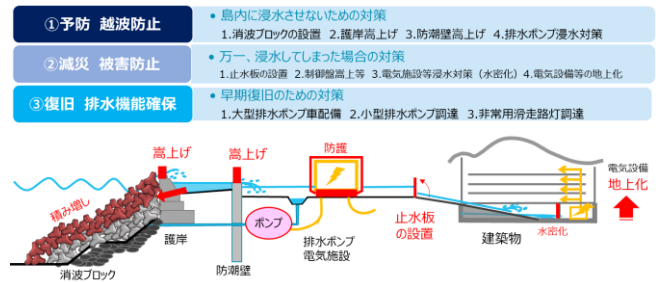 ①予防 越波防止
• 島内に浸水させないための対策
1.消波ブロックの設置 2.護岸嵩上げ 3.防潮壁嵩上げ 4.排水ポンプ浸水対策
②減災 被害防止
• 万一、浸水してしまった場合の対策
1.止水板の設置 2.制御盤嵩上等 3.電気施設等浸水対策（水密化）4.電気設備等の地上化
③復旧 排水機能確保
• 早期復旧のための対策
1.大型排水ポンプ車配備 2.小型排水ポンプ調達 3.非常用滑走路灯調達
嵩上げ
嵩上げ
防護
電気設備
地上化
積み増し
ポンプ
止水板
の設置
護岸
排水ポンプ
電気施設
建築物
水密化
消波ブロック
防潮壁